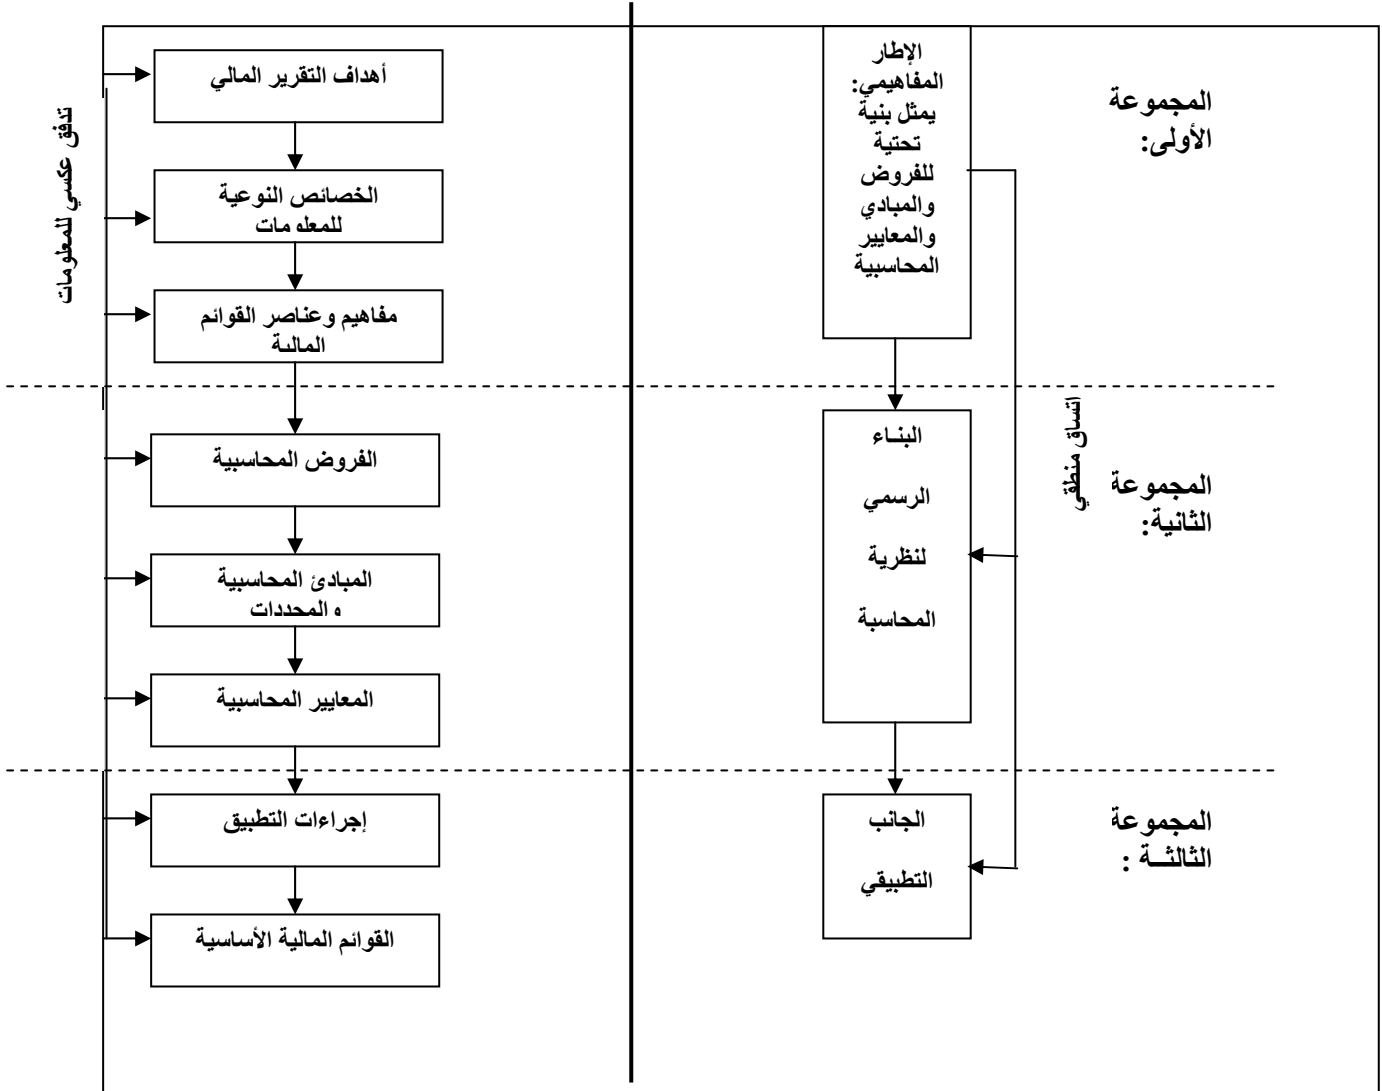 المجموعة
الأولى:
الإطار
المفاهيمي:
يمثل بنية
تحتية
للفروض
والمبادي
والمعايير
المحاسبية
أهداف التقرير المالي
الخصائص النوعية
للمعلومات
مفاهيم وعناصر القوائم
المالية
تدفق عكسي للمعلومات
اتساق منطقي
المجموعة
الثانية:
البناء
الرسمي
لنظرية
المحاسبة
الفروض المحاسبية
المبادئ المحاسبية
والمحددات
المعايير المحاسبية
المجموعة
الثالثــة :
الجانب
التطبيقي
إجراءات التطبيق
القوائم المالية الأساسية